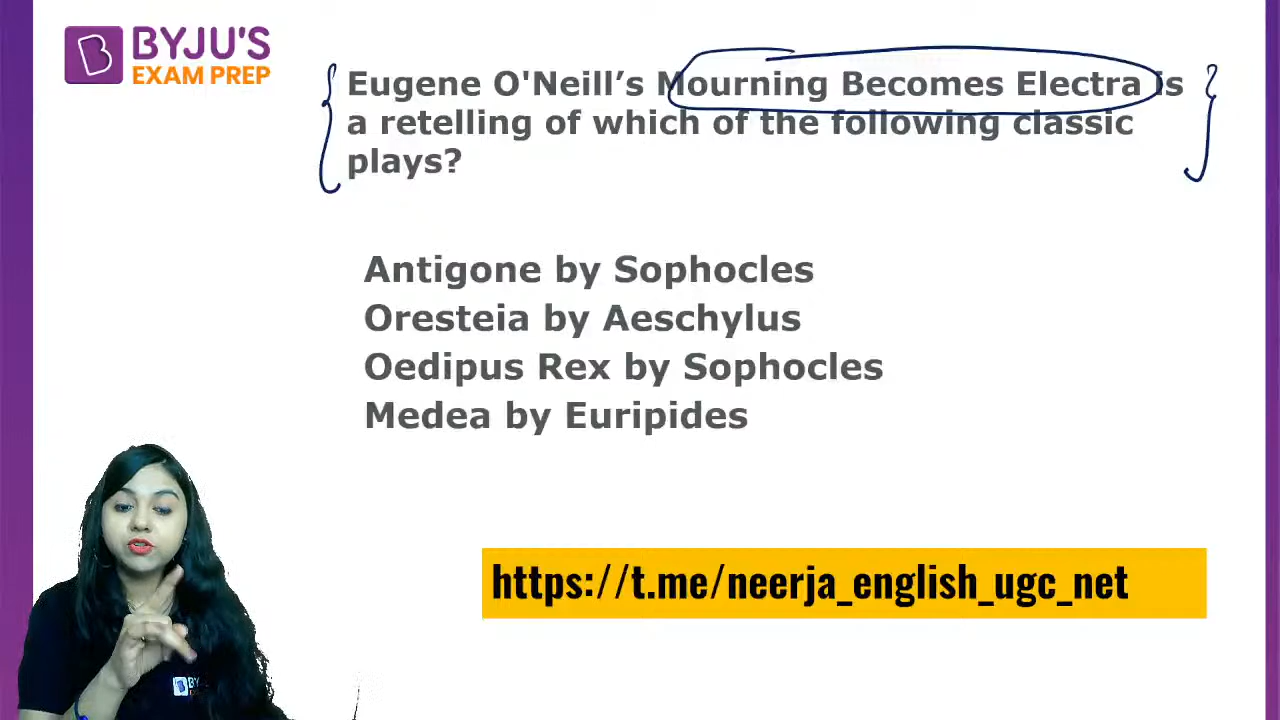 BYJU'S
EXAM PREP
Eugene O'Neill’s Mourning Becomes Electra is
a retelling of which of the following classic
plays?
Antigone by Sophocles
Oresteia by Aeschylus
Oedipus Rex by Sophocles
Medea by Euripides
https://t.me/neerja_english_ugc_net